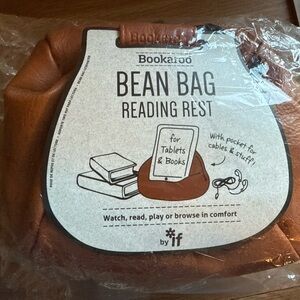 Bookaroo
Bookaroo
BEAN BAG
READING REST
for
Tablets
& Books
With pocket for
cables & stuff!
Watch, read, play or browse in comfort
by if